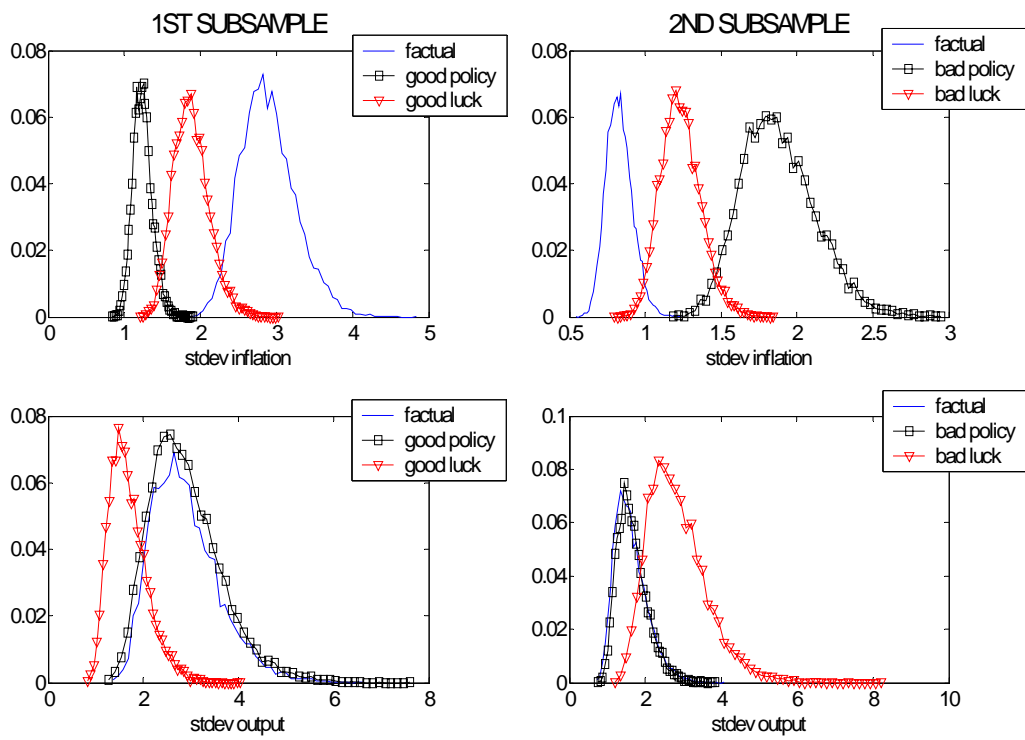 1ST SUBSAMPLE
0.08
0.06
0.04
0.02
0
0 1 2 3 4 5
stdev inflation
factual
good policy
good luck
2ND SUBSAMPLE
0.08
0.06
0.04
0.02
0
0.5 1 1.5 2 2.5 3
stdev inflation
factual
bad policy
bad luck
0.08
0.06
0.04
0.02
0
0 2 4 6 8
stdev output
factual
good policy
good luck
0.1
0.08
0.06
0.04
0.02
0
0 2 4 6 8 10
stdev output
factual
bad policy
bad luck